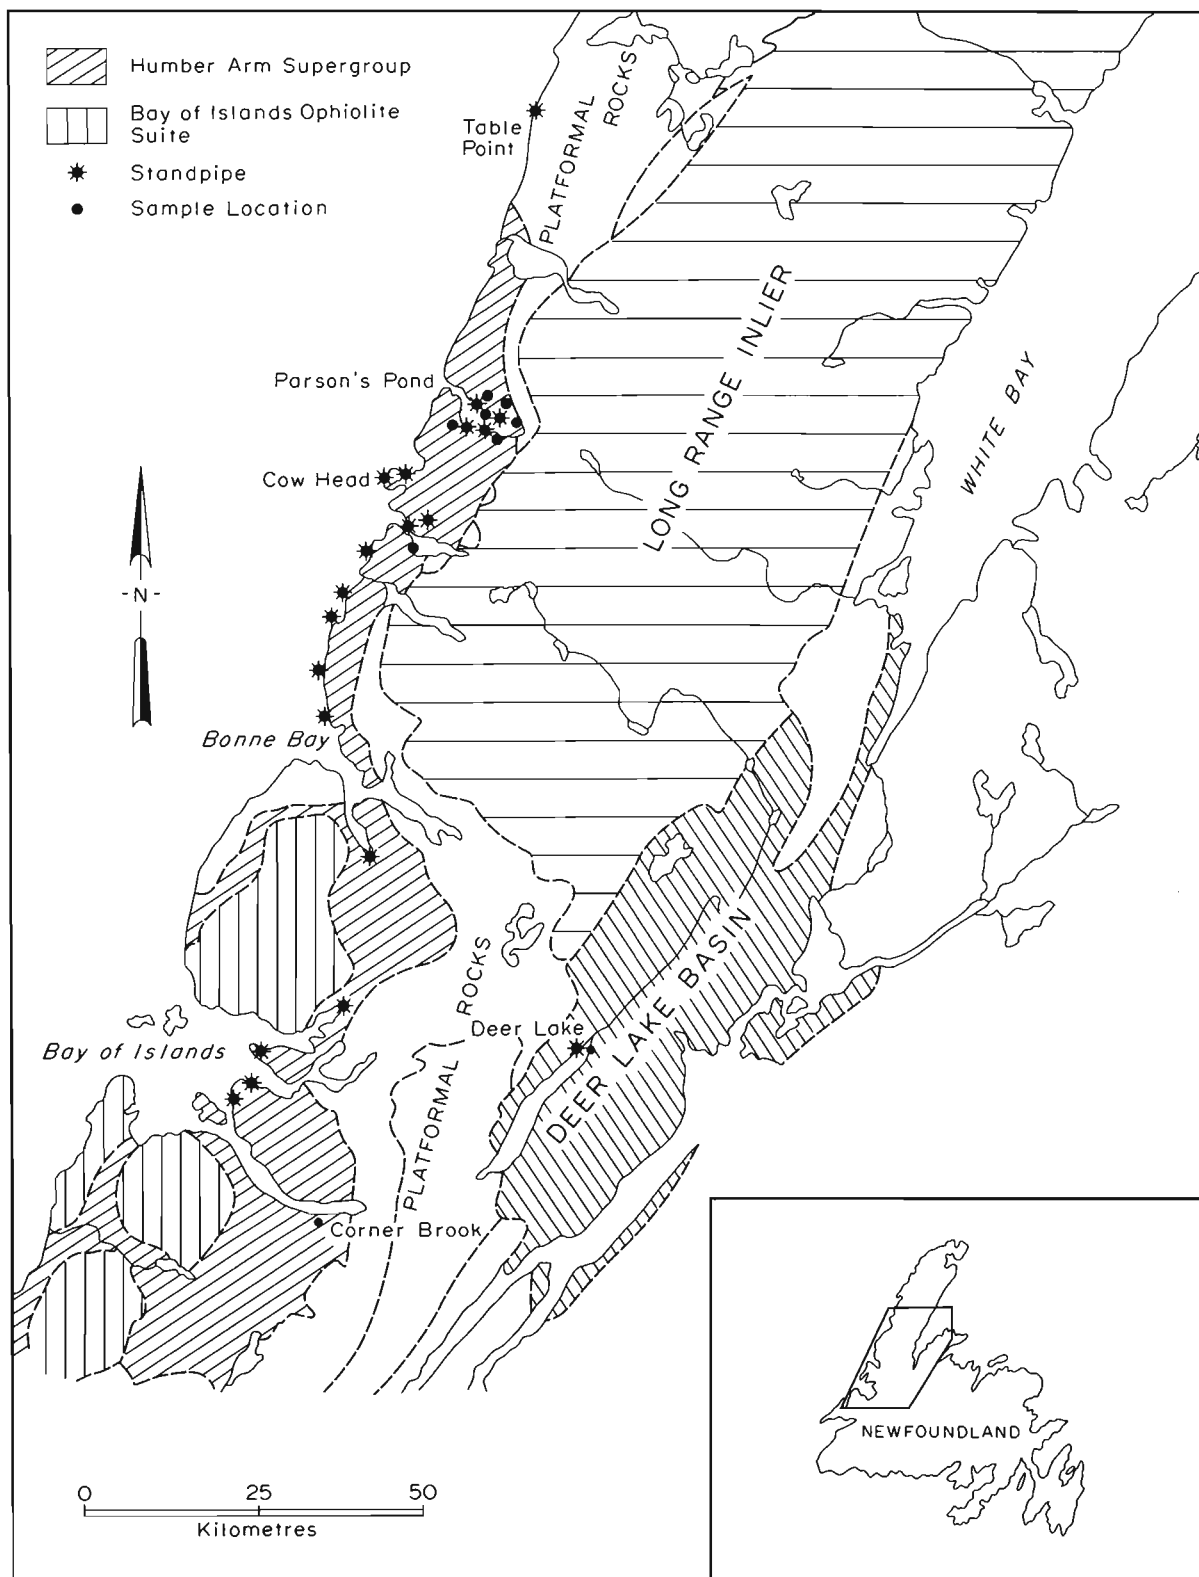 Humber Arm Supergroup
Bay of Islands Ophiolite
Suite
Standpipe
Sample Location
Table
Point
PLATFORMAL
ROCKS
LONG RANGE INLIER
WHITE BAY
Parson's Pond
Cow Head
-N-
Bonne Bay
PLATFORMAL
ROCKS
Deer Lake
DEER LAKE BASIN
Bay of Islands
Corner Brook
NEWFOUNDLAND
0 25 50
Kilometres